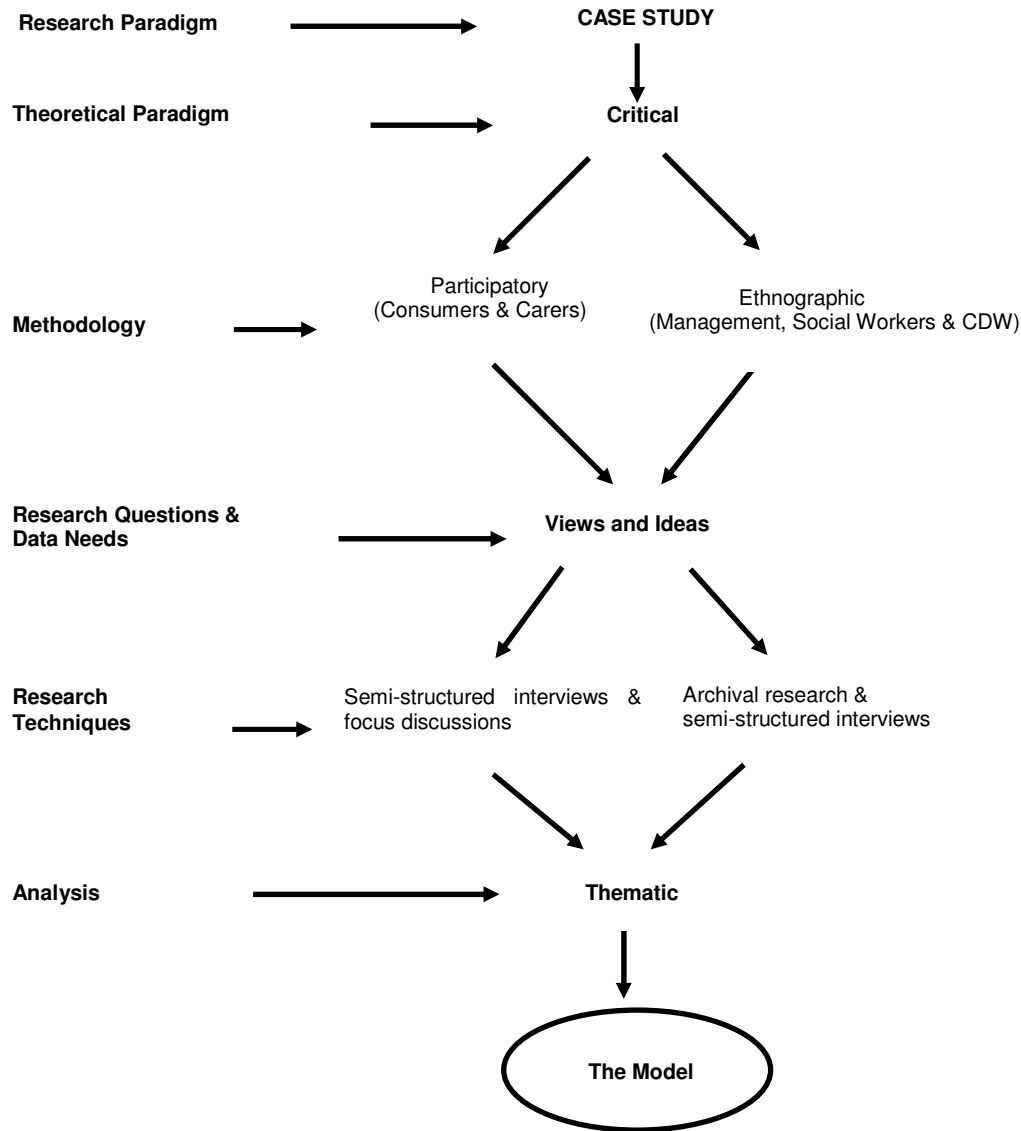 Research Paradigm
CASE STUDY
Theoretical Paradigm
Critical
Participatory
(Consumers & Carers)
Ethnographic
(Management, Social Workers & CDW)
Methodology
Research Questions &
Data Needs
Views and Ideas
Research
Techniques
Semi-structured interviews &
focus discussions
Archival research &
semi-structured interviews
Analysis
Thematic
The Model